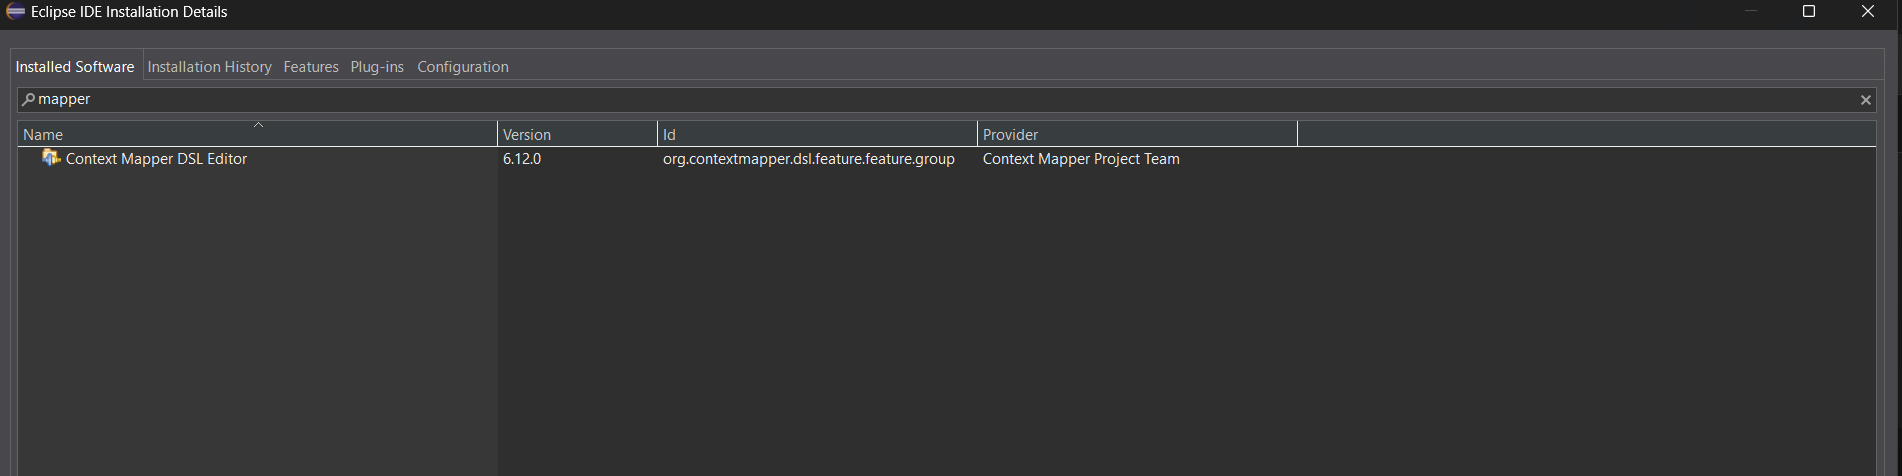 Eclipse IDE Installation Details
Installed Software Installation History Features Plug-ins Configuration
mapper
Name Version Id Provider
Context Mapper DSL Editor 6.12.0 org.contextmapper.dsl.feature.feature.group Context Mapper Project Team